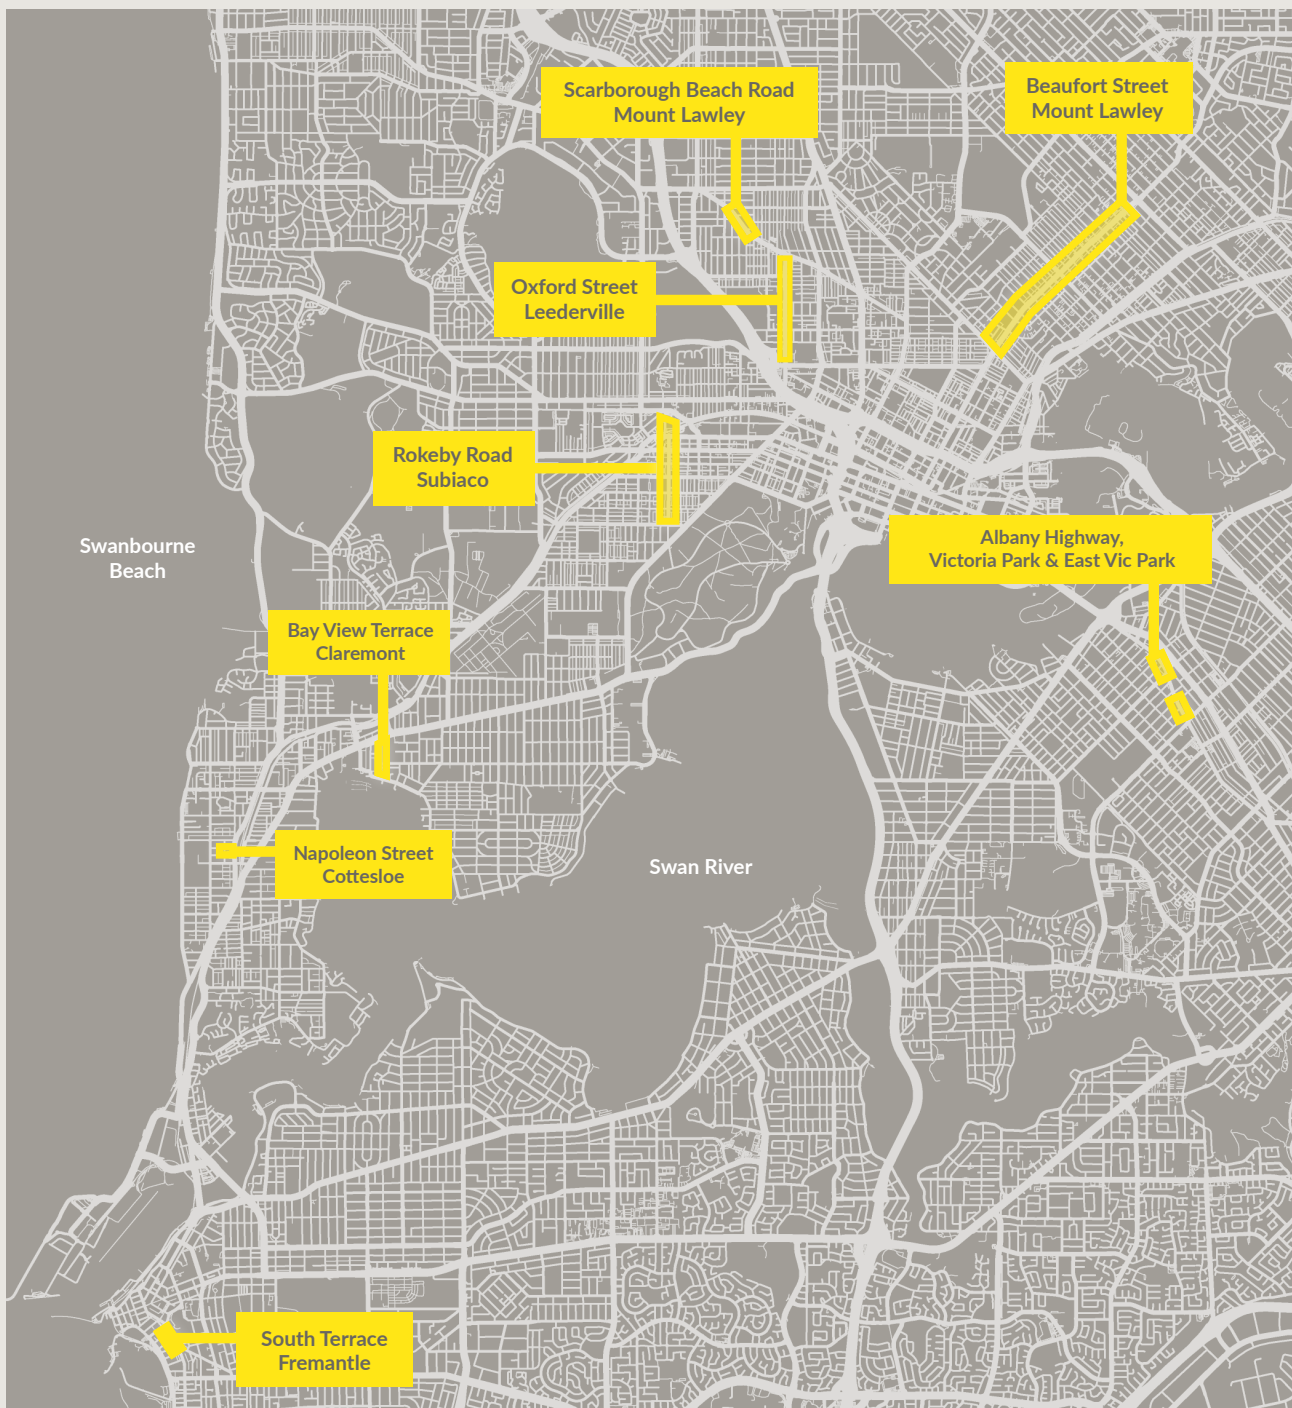 Scarborough Beach Road
Mount Lawley
Beaufort Street
Mount Lawley
Oxford Street
Leederville
Rokeby Road
Subiaco
Swanbourne
Beach
Albany Highway,
Victoria Park & East Vic Park
Bay View Terrace
Claremont
Napoleon Street
Cottesloe
Swan River
South Terrace
Fremantle